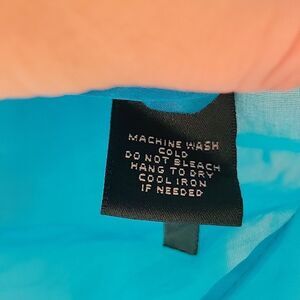 MACHINE WASH
COLD
DO NOT BLEACH
HANG TO DRY
COOL IRON
IF NEEDED